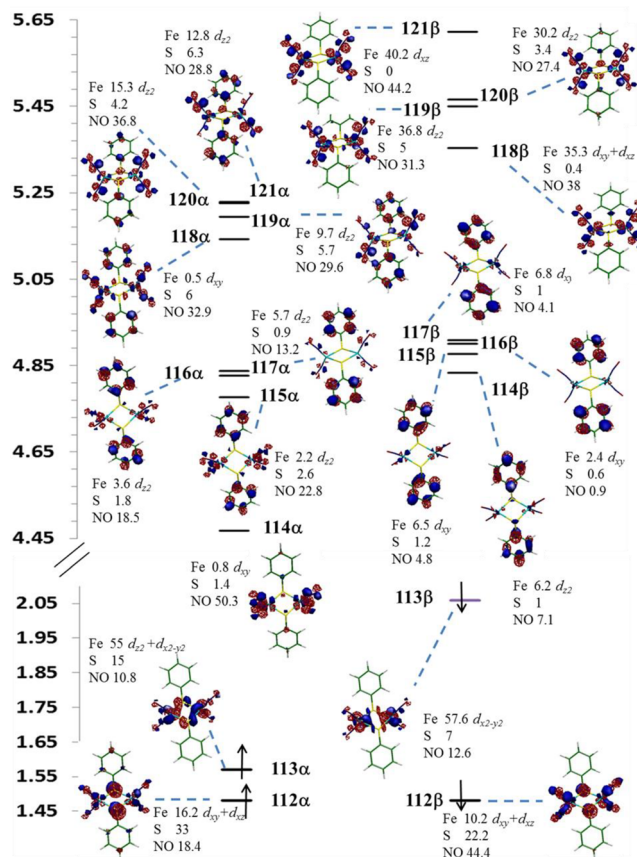 5.65
5.45
5.25
5.05
4.85
4.65
4.45
2.05
1.95
1.85
1.75
1.65
1.55
1.45
Fe 12.8 dz2
S 6.3
NO 28.8
Fe 15.3 dz2
S 4.2
NO 36.8
120α
121α
119α
118α
Fe 0.5 dxy
S 6
NO 32.9
Fe 9.7 dz2
S 5.7
NO 29.6
116α
117α
115α
Fe 5.7 dz2
S 0.9
NO 13.2
Fe 3.6 dz2
S 1.8
NO 18.5
Fe 2.2 dz2
S 2.6
NO 22.8
114α
Fe 0.8 dxy
S 1.4
NO 50.3
Fe 55 dz2+dx2-y2
S 15
NO 10.8
113α
112α
Fe 16.2 dxy+dxz
S 33
NO 18.4
121β
Fe 40.2 dxz
S 0
NO 44.2
Fe 30.2 dz2
S 3.4
NO 27.4
119β
120β
Fe 36.8 dz2
S 5
NO 31.3
118β
Fe 35.3 dxy+dxz
S 0.4
NO 38
Fe 6.8 dxy
S 1
NO 4.1
117β
116β
115β
114β
Fe 2.4 dxy
S 0.6
NO 0.9
Fe 6.5 dxy
S 1.2
NO 4.8
Fe 6.2 dz2
S 1
NO 7.1
113β
Fe 57.6 dx2-y2
S 7
NO 12.6
112β
Fe 10.2 dxy+dxz
S 22.2
NO 44.4